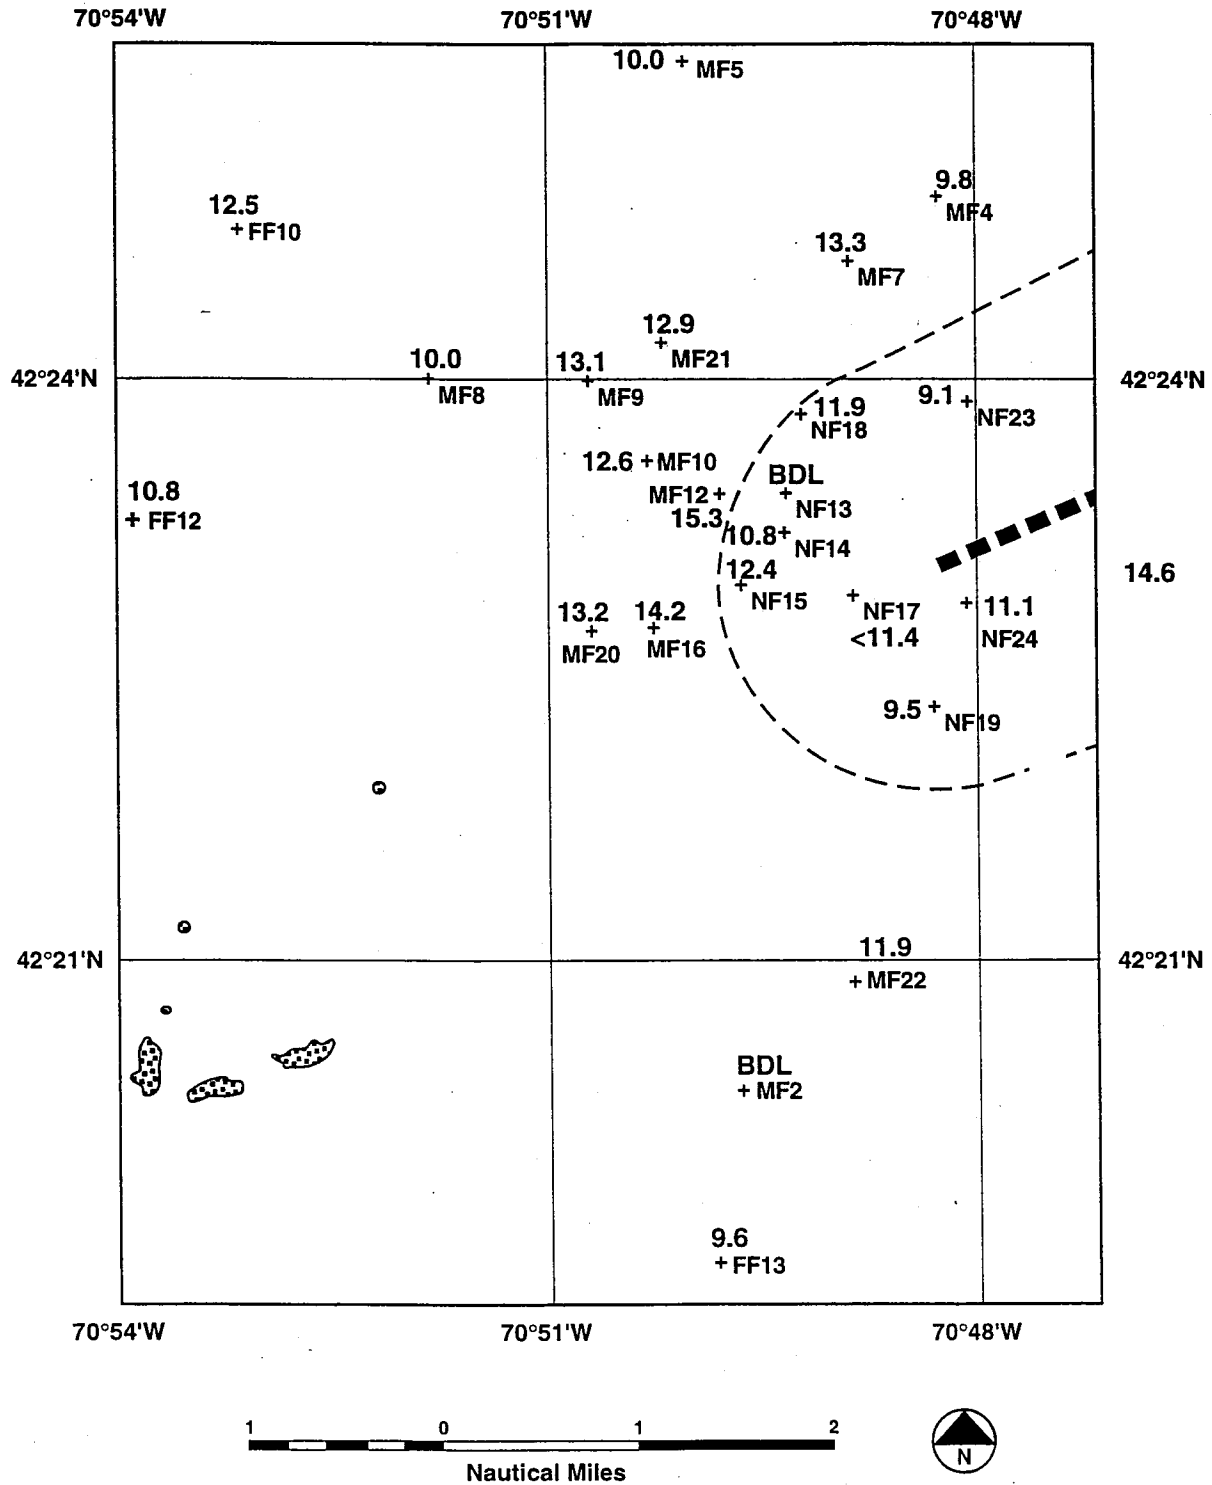 70°54'W 70°51'W 70°48'W
10.0 MF5
9.8
MF4
12.5
FF10
13.3
MF7
12.9
MF21
10.0
MF8
13.1
MF9
42°24'N 42°24'N
9.1 NF23
11.9
NF18
12.6 MF10
BDL
NF13
MF12
15.3
10.8
FF12
10.8 NF14
12.4
NF15
14.6
NF17
<11.4
11.1
NF24
13.2
MF20
14.2
MF16
9.5 NF19
42°21'N 42°21'N
11.9
MF22
BDL
MF2
9.6
FF13
70°54'W 70°51'W 70°48'W
1 0 1 2
Nautical Miles
N